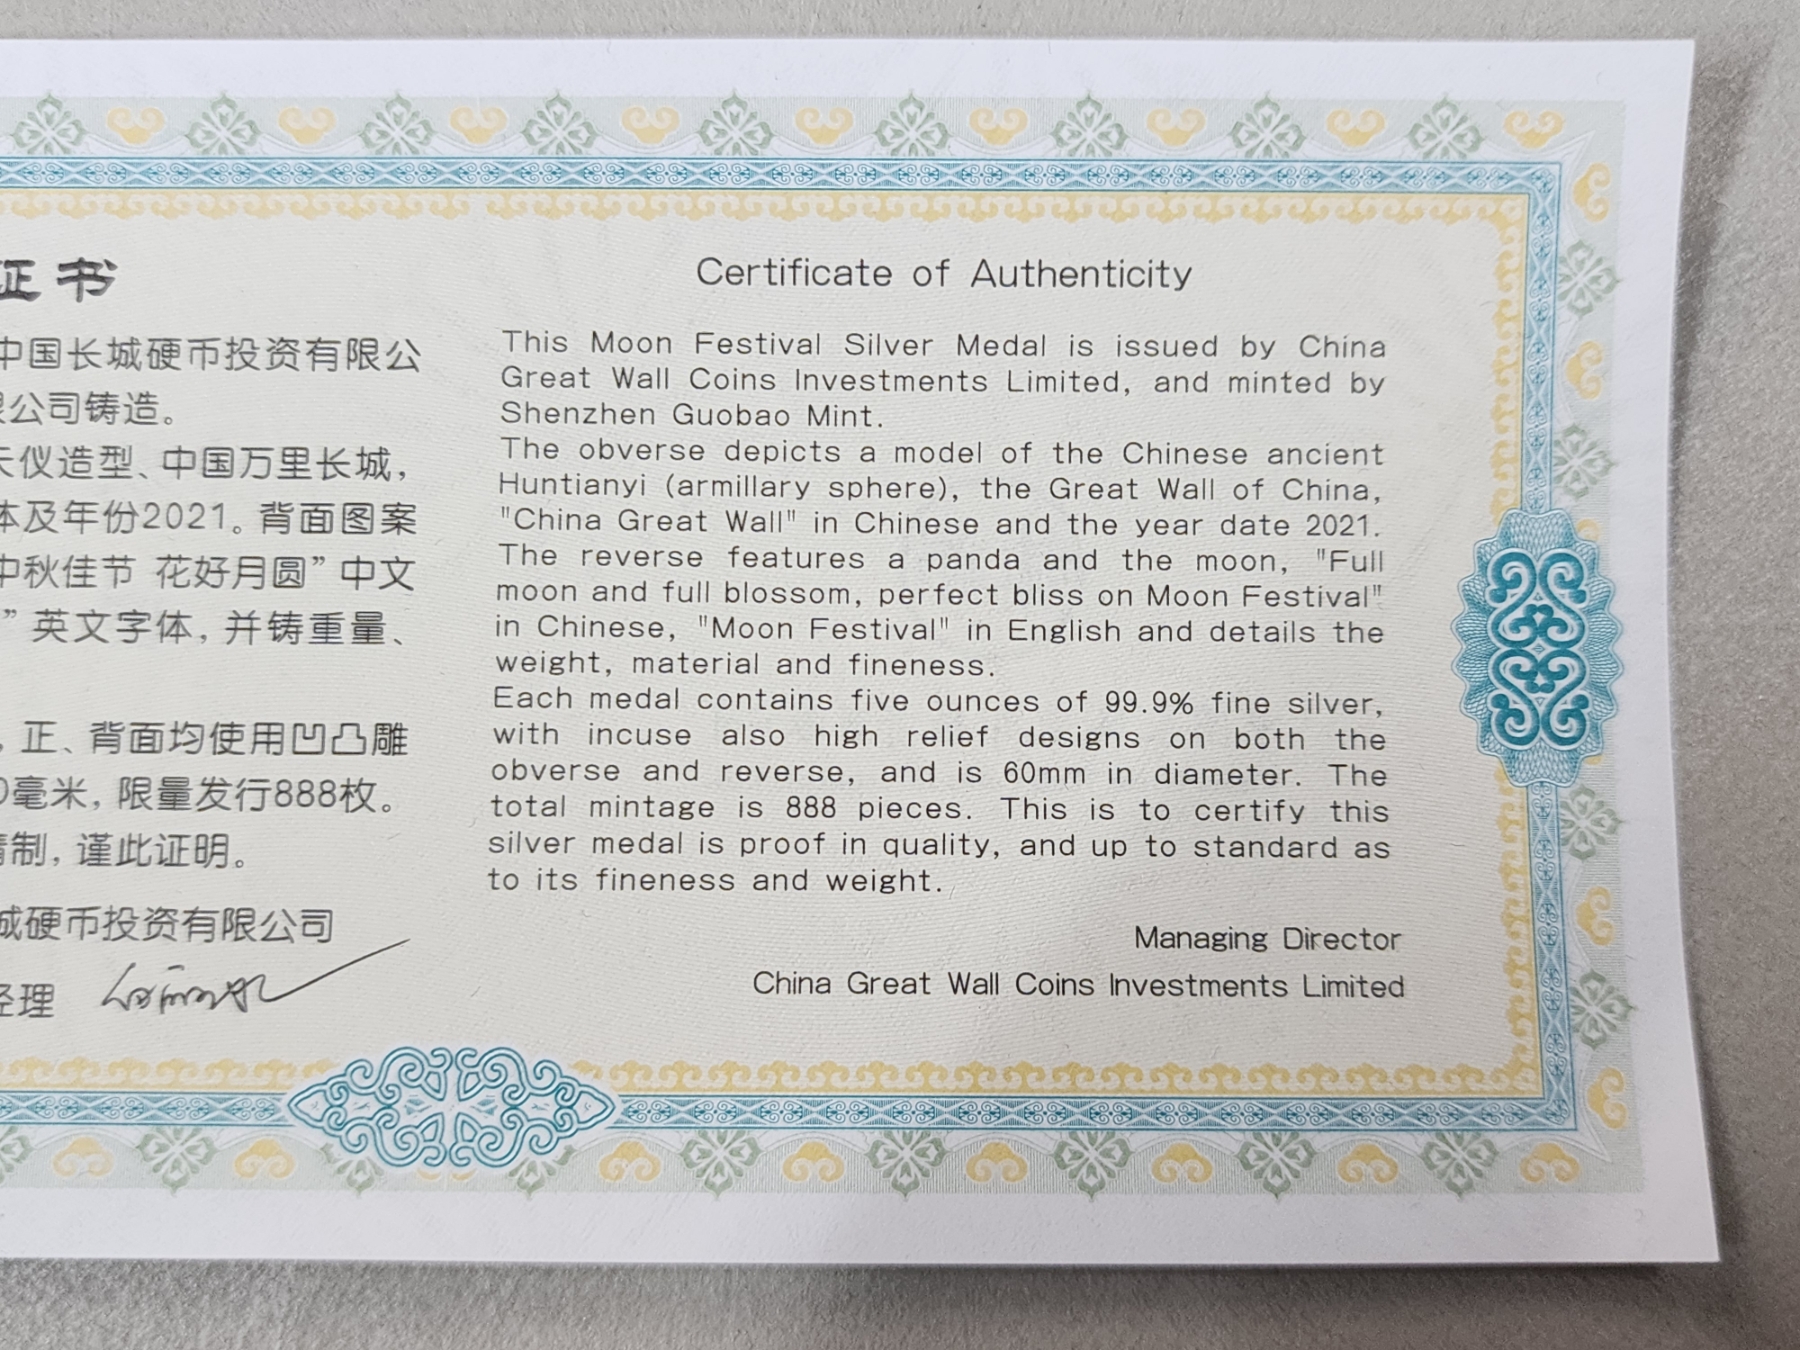 证书
中国长城硬币投资有限公
公司铸造。
天仪造型、中国万里长城，
体及年份2021。背面图案
中秋佳节 花好月圆”中文
”英文字体，并铸重量、
，正、背面均使用凹凸雕
0毫米，限量发行888枚。
精制，谨此证明。
城硬币投资有限公司
经理
Certificate of Authenticity
This Moon Festival Silver Medal is issued by China
Great Wall Coins Investments Limited, and minted by
Shenzhen Guobao Mint.
The obverse depicts a model of the Chinese ancient
Huntianyi (armillary sphere), the Great Wall of China,
"China Great Wall" in Chinese and the year date 2021.
The reverse features a panda and the moon, "Full
moon and full blossom, perfect bliss on Moon Festival"
in Chinese, "Moon Festival" in English and details the
weight, material and fineness.
Each medal contains five ounces of 99.9% fine silver,
with incuse also high relief designs on both the
obverse and reverse, and is 60mm in diameter. The
total mintage is 888 pieces. This is to certify this
silver medal is proof in quality, and up to standard as
to its fineness and weight.
Managing Director
China Great Wall Coins Investments Limited